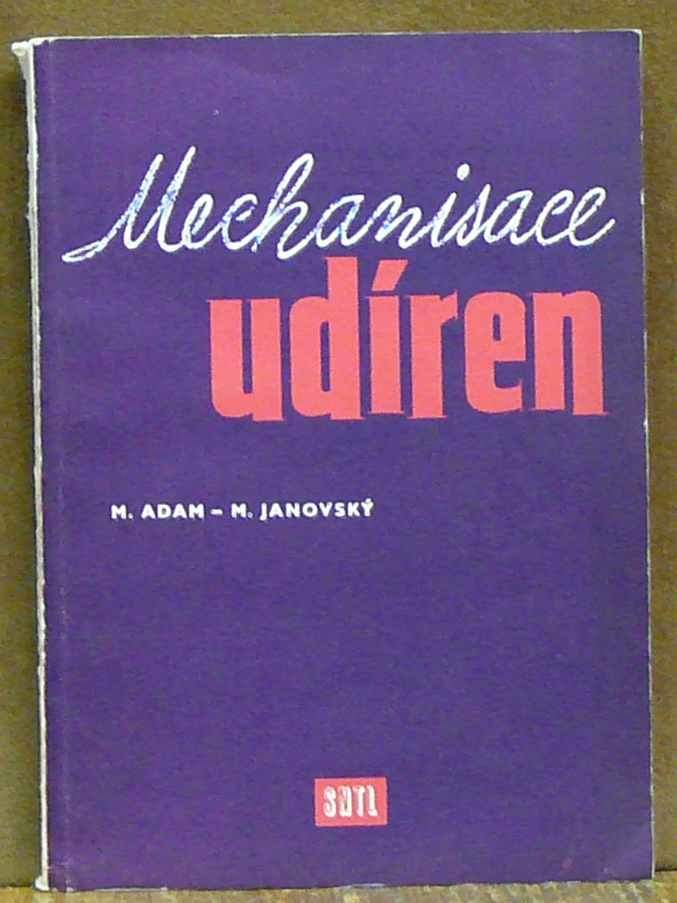 Mechanisace
udíren
M. ADAM – M. JANOVSKÝ
SNTL